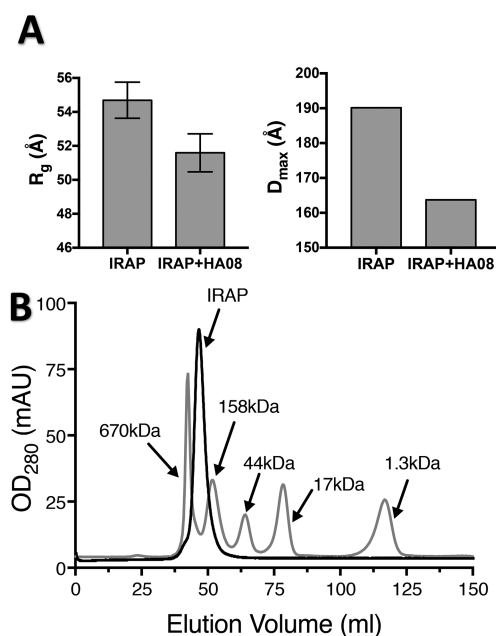 A
56
54
52
50
48
46
Rg (Å)
IRAP
IRAP+HA08
190
180
170
160
150
Dmax (Å)
IRAP
IRAP+HA08
B
100
75
50
25
0
OD280 (mAU)
IRAP
670kDa
158kDa
44kDa
17kDa
1.3kDa
0
25
50
75
100
125
150
Elution Volume (ml)